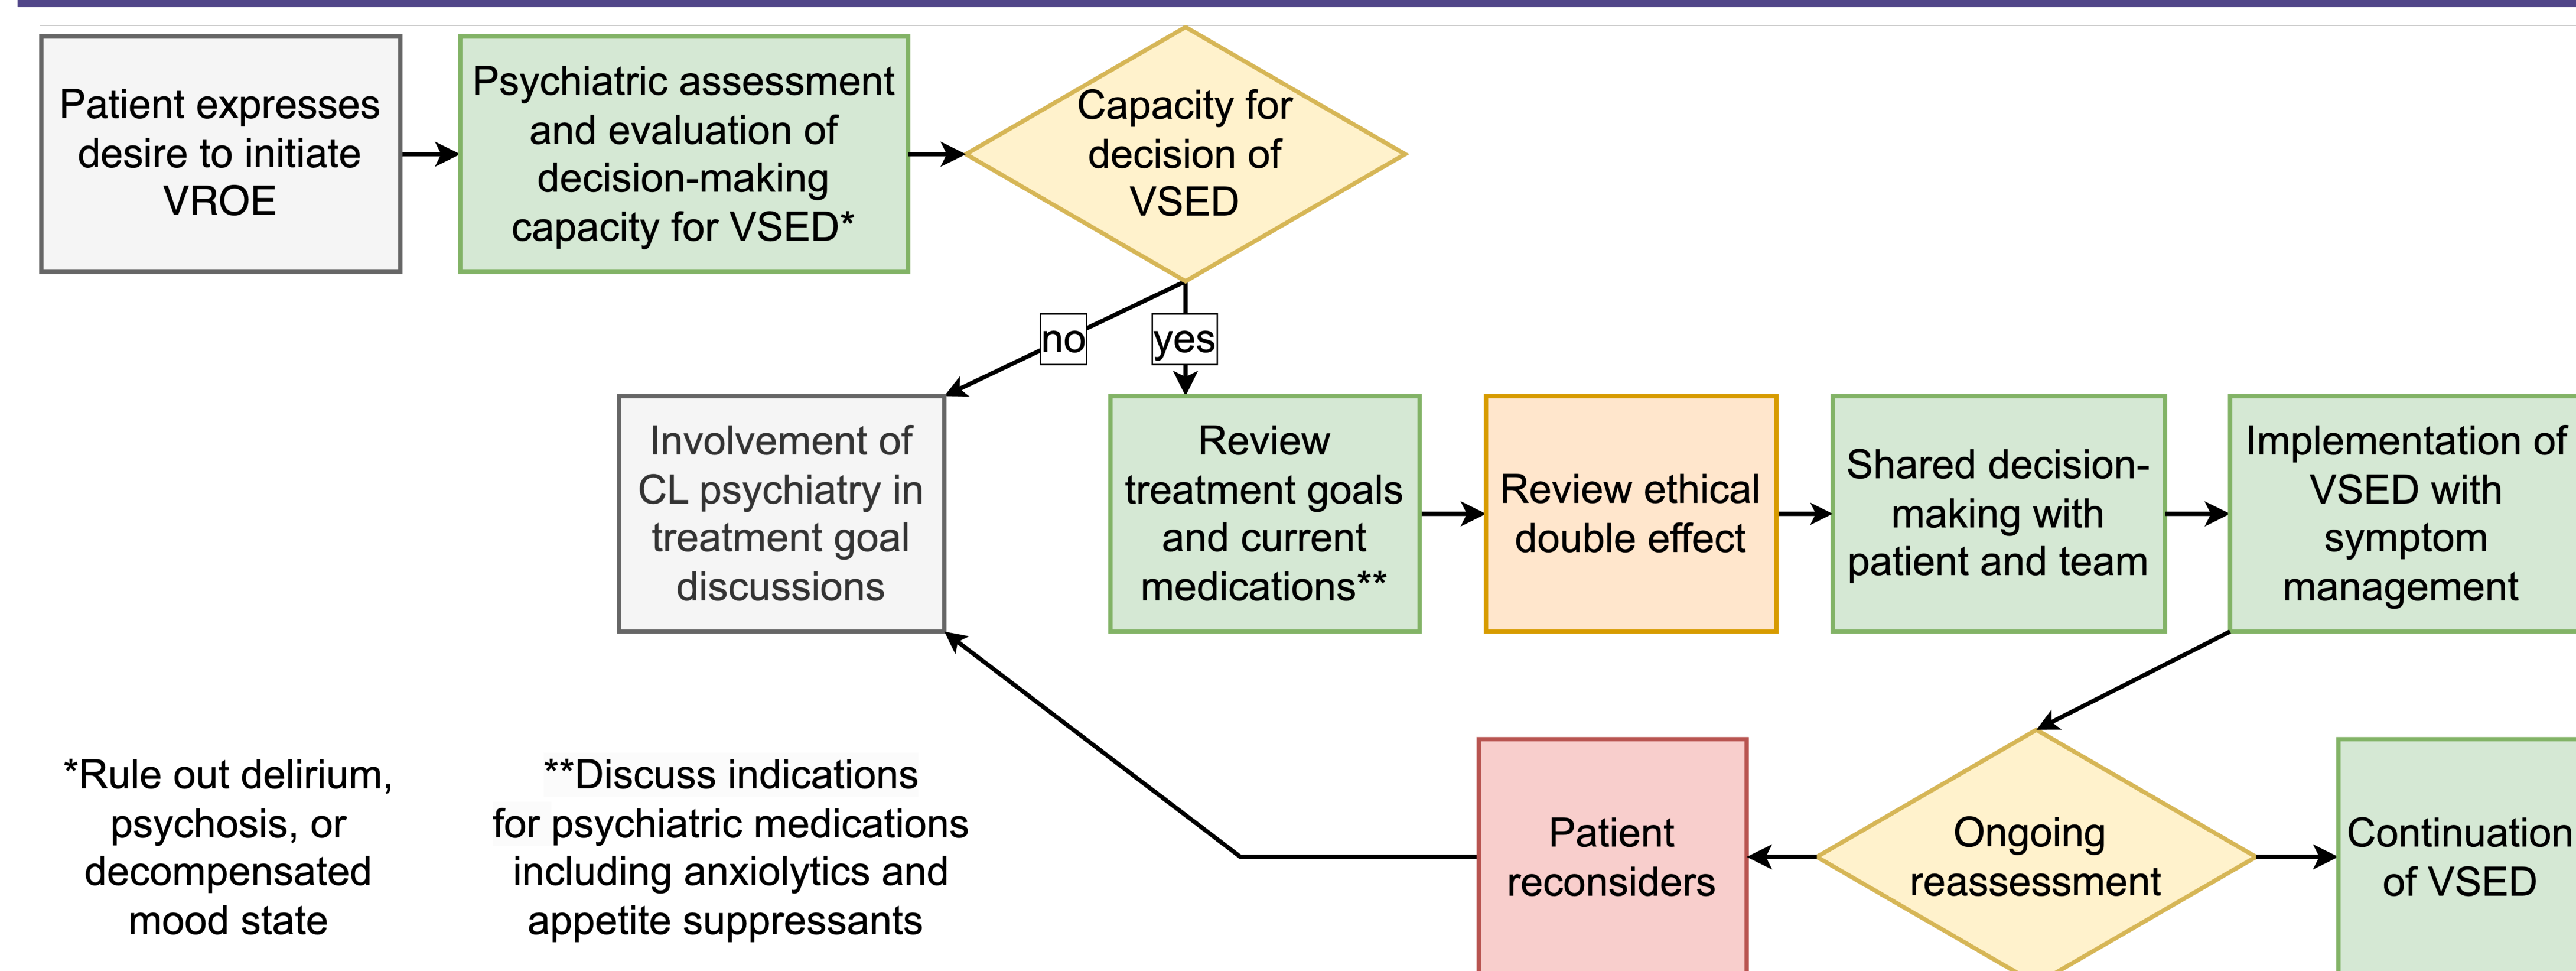 Patient expresses
desire to initiate
VROE
Psychiatric assessment
and evaluation of
decision-making
capacity for VSED*
Capacity for
decision of
VSED
no
yes
Involvement of
CL psychiatry in
treatment goal
discussions
Review
treatment goals
and current
medications**
Review ethical
double effect
Shared decision-
making with
patient and team
Implementation of
VSED with
symptom
management
*Rule out delirium,
psychosis, or
decompensated
mood state
**Discuss indications
for psychiatric medications
including anxiolytics and
appetite suppressants
Patient
reconsiders
Ongoing
reassessment
Continuation
of VSED